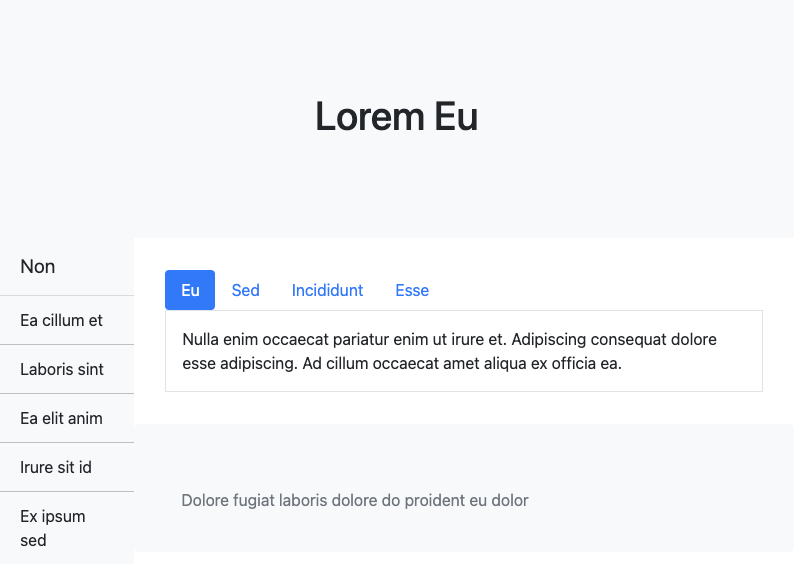 Lorem Eu
Non
Ea cillum et
Laboris sint
Ea elit anim
Irure sit id
Ex ipsum
sed
Eu Sed Incididunt Esse
Nulla enim occaecat pariatur enim ut irure et. Adipiscing consequat dolore
esse adipiscing. Ad cillum occaecat amet aliqua ex officia ea.
Dolore fugiat laboris dolore do proident eu dolor